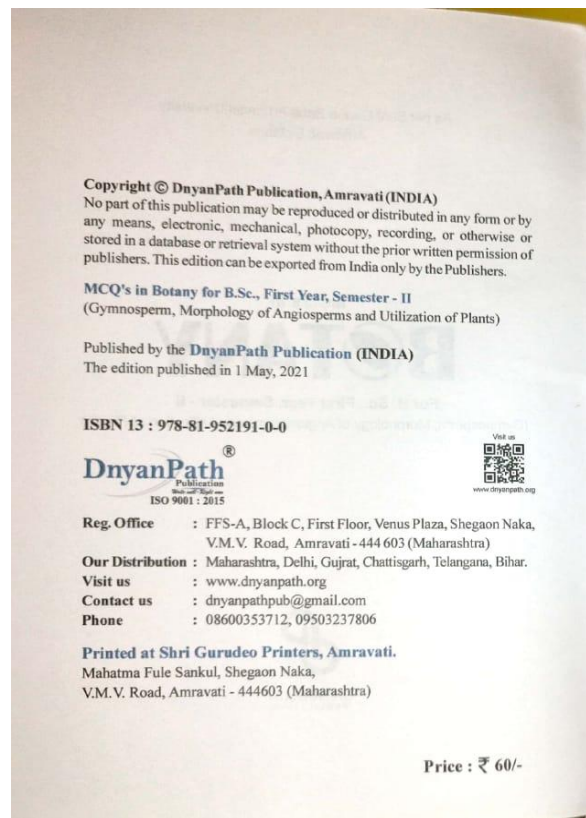 Copyright © DnyanPath Publication, Amravati (INDIA)
No part of this publication may be reproduced or distributed in any form or by
any means, electronic, mechanical, photocopy, recording, or otherwise or
stored in a database or retrieval system without the prior written permission of
publishers. This edition can be exported from India only by the Publishers.
MCQ's in Botany for B.Sc., First Year, Semester - II
(Gymnosperm, Morphology of Angiosperms and Utilization of Plants)
Published by the DnyanPath Publication (INDIA)
The edition published in 1 May, 2021
ISBN 13 : 978-81-952191-0-0
Visit us
www.dnyanpath.org
DnyanPath®
Publication
ISO 9001 : 2015
Reg. Office : FFS-A, Block C, First Floor, Venus Plaza, Shegaon Naka,
V.M.V. Road, Amravati - 444 603 (Maharashtra)
Our Distribution : Maharashtra, Delhi, Gujrat, Chattisgarh, Telangana, Bihar.
Visit us : www.dnyanpath.org
Contact us : dnyanpathpub@gmail.com
Phone : 08600353712, 09503237806
Printed at Shri Gurudeo Printers, Amravati.
Mahatma Fule Sankul, Shegaon Naka,
V.M.V. Road, Amravati - 444603 (Maharashtra)
Price : ₹ 60/-